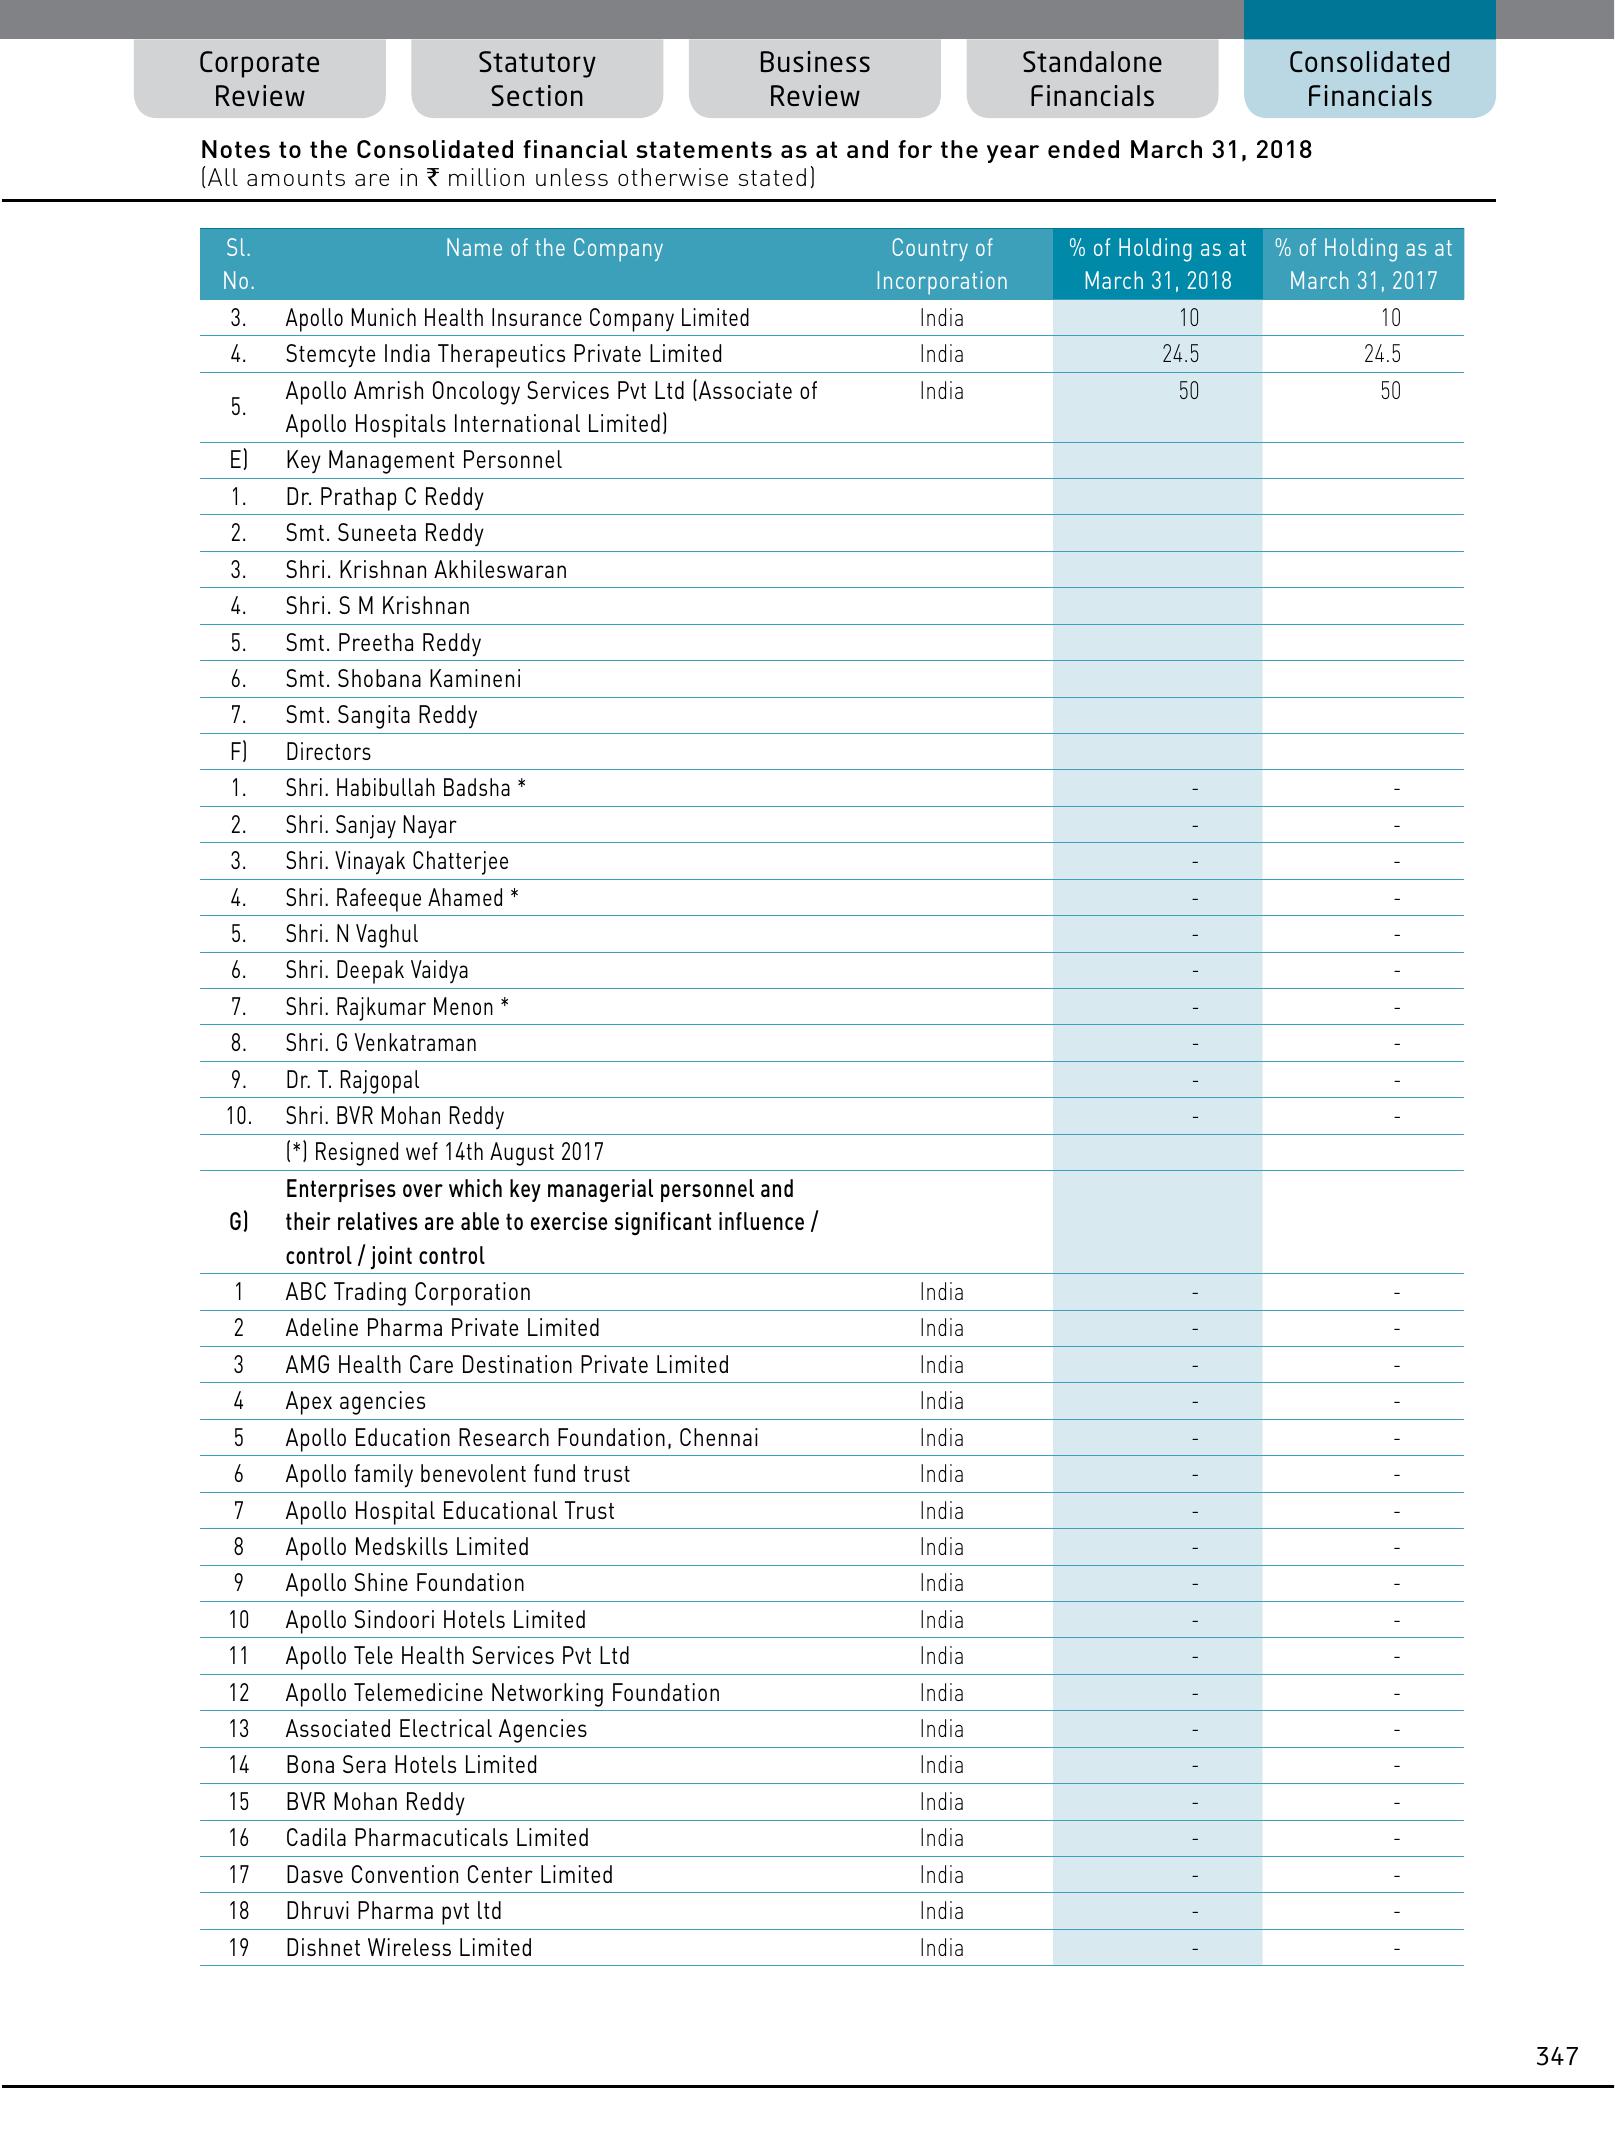 Corporate
Review
Statutory
Section
Business
Review
Standalone
Financials
Consolidated
Financials
Notes to the Consolidated financial statements as at and for the year ended March 31, 2018
(All amounts are in ₹ million unless otherwise stated)
Sl. No. Name of the Company Country of Incorporation % of Holding as at March 31, 2018 % of Holding as at March 31, 2017
3. Apollo Munich Health Insurance Company Limited India 10 10
4. Stemcyte India Therapeutics Private Limited India 24.5 24.5
5. Apollo Amrish Oncology Services Pvt Ltd (Associate of India 50 50
Apollo Hospitals International Limited)
E) Key Management Personnel
1. Dr. Prathap C Reddy
2. Smt. Suneeta Reddy
3. Shri. Krishnan Akhileswaran
4. Shri. S M Krishnan
5. Smt. Preetha Reddy
6. Smt. Shobana Kamineni
7. Smt. Sangita Reddy
F) Directors
1. Shri. Habibullah Badsha * - -
2. Shri. Sanjay Nayar - -
3. Shri. Vinayak Chatterjee - -
4. Shri. Rafeeque Ahamed * - -
5. Shri. N Vaghul - -
6. Shri. Deepak Vaidya - -
7. Shri. Rajkumar Menon * - -
8. Shri. G Venkatraman - -
9. Dr. T. Rajgopal - -
10. Shri. BVR Mohan Reddy - -
(*) Resigned wef 14th August 2017
Enterprises over which key managerial personnel and
G) their relatives are able to exercise significant influence /
control / joint control
1 ABC Trading Corporation India - -
2 Adeline Pharma Private Limited India - -
3 AMG Health Care Destination Private Limited India - -
4 Apex agencies India - -
5 Apollo Education Research Foundation, Chennai India - -
6 Apollo family benevolent fund trust India - -
7 Apollo Hospital Educational Trust India - -
8 Apollo Medskills Limited India - -
9 Apollo Shine Foundation India - -
10 Apollo Sindoori Hotels Limited India - -
11 Apollo Tele Health Services Pvt Ltd India - -
12 Apollo Telemedicine Networking Foundation India - -
13 Associated Electrical Agencies India - -
14 Bona Sera Hotels Limited India - -
15 BVR Mohan Reddy India - -
16 Cadila Pharmacuticals Limited India - -
17 Dasve Convention Center Limited India - -
18 Dhruvi Pharma pvt ltd India - -
19 Dishnet Wireless Limited India - -
347